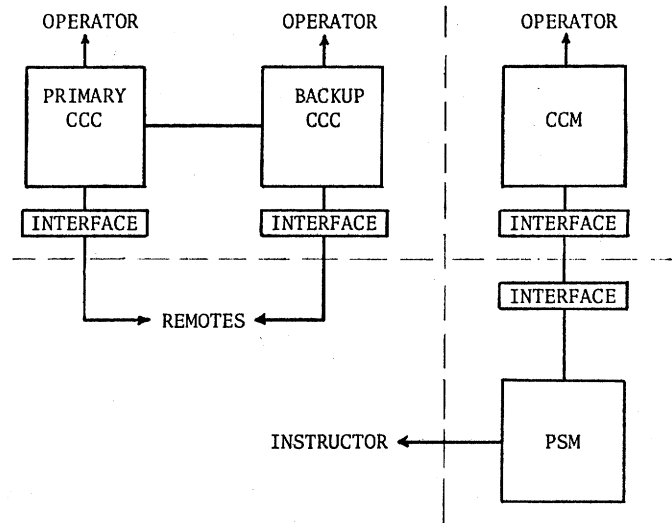 OPERATOR
OPERATOR
OPERATOR
PRIMARY
CCC
BACKUP
CCC
CCM
INTERFACE
INTERFACE
INTERFACE
INTERFACE
REMOTES
INSTRUCTOR
PSM